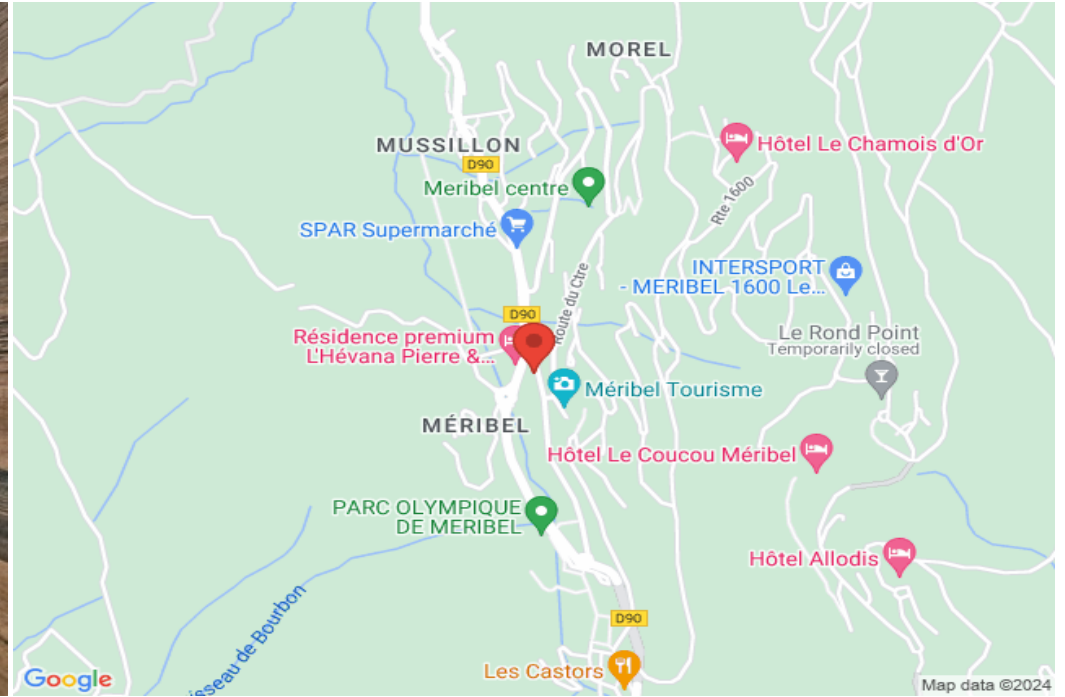 MOREL
MUSSILLON
D90
Hôtel Le Chamois d'Or
Meribel centre
Rte 1600
SPAR Supermarché
INTERSPORT
- MERIBEL 1600 Le...
D90
Route du Ctre
Résidence premium
L'Hévana Pierre &...
Le Rond Point
Temporarily closed
Méribel Tourisme
MÉRIBEL
Hôtel Le Coucou Méribel
PARC OLYMPIQUE
DE MERIBEL
Hôtel Allodis
isseau de Bourbon
D90
Les Castors
Google
Map data ©2024